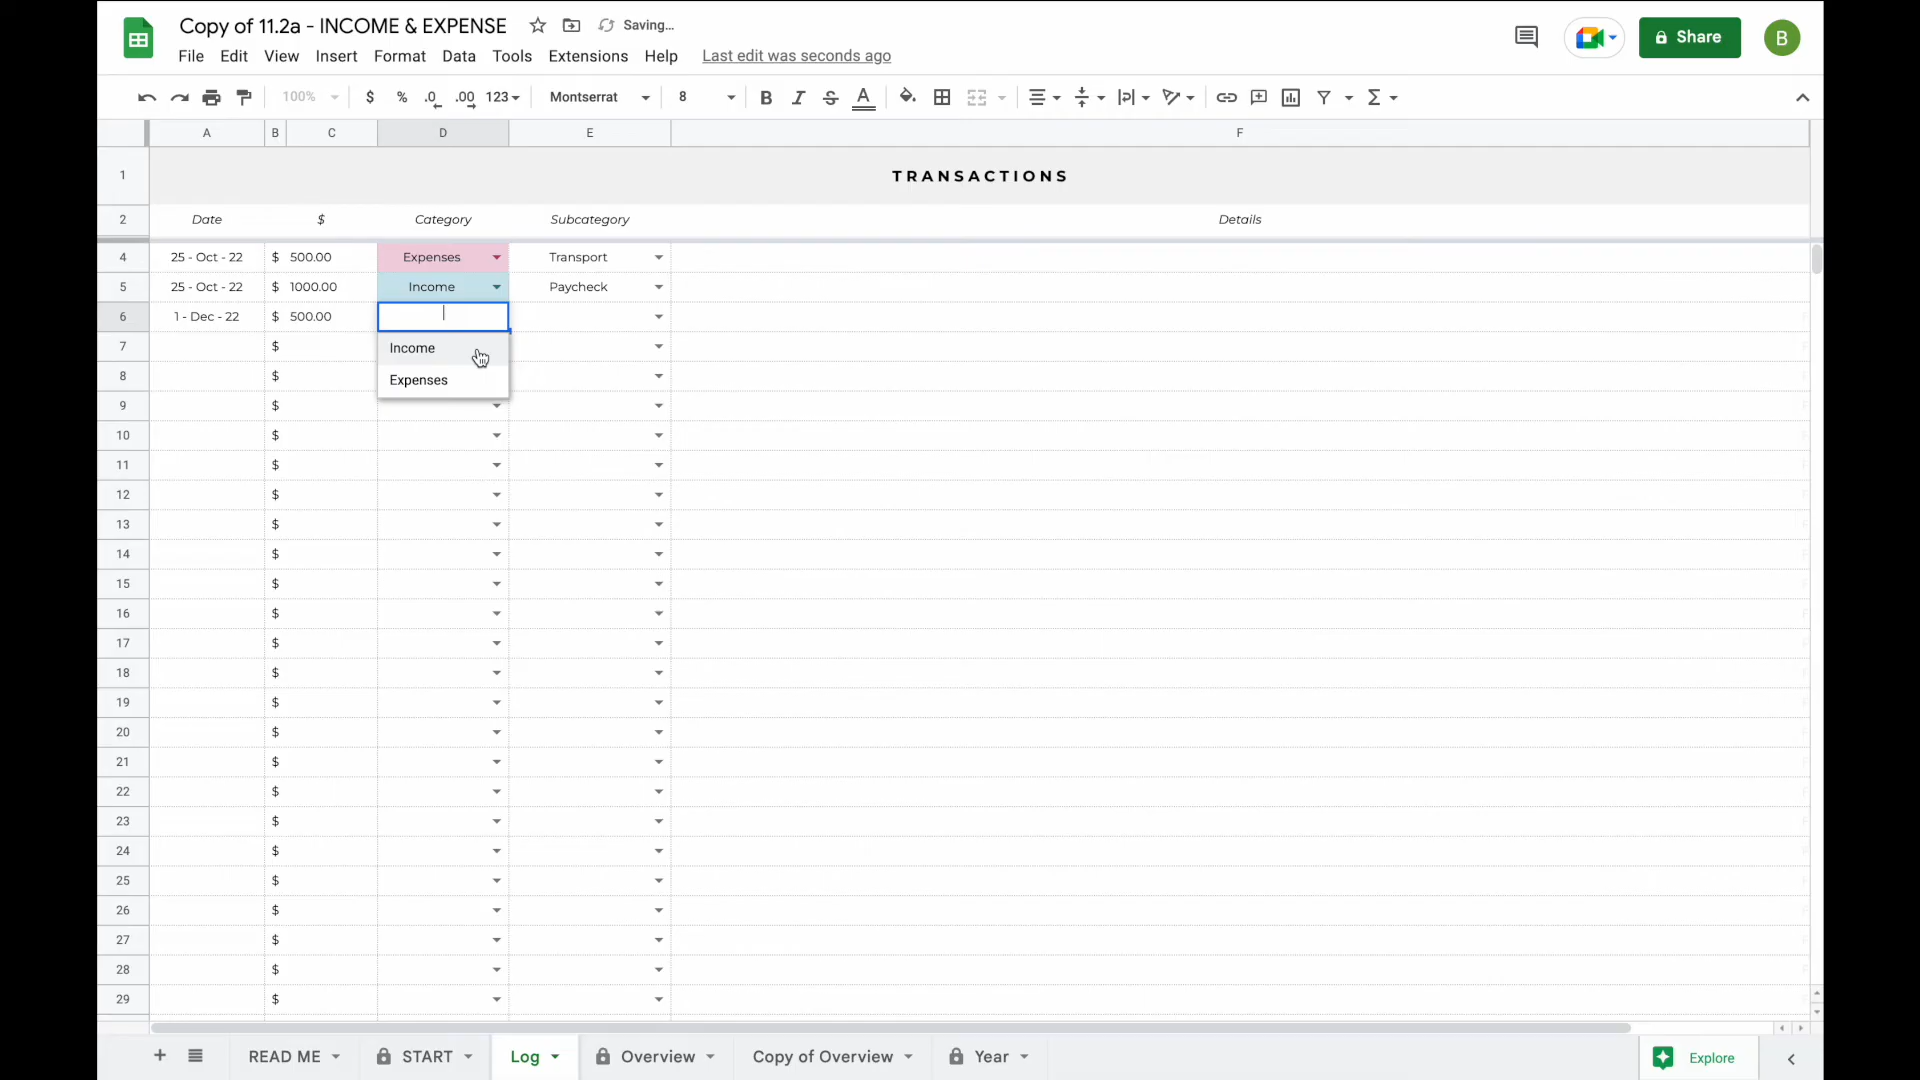 Copy of 11.2a - INCOME & EXPENSE Saving...
File Edit View Insert Format Data Tools Extensions Help Last edit was seconds ago
Share B
100% $ % .0 .00 123 Montserrat 8 B I S A Σ
A B C D E F
1 TRANSACTIONS
2 Date $ Category Subcategory Details
4 25 - Oct - 22 $ 500.00 Expenses Transport
5 25 - Oct - 22 $ 1000.00 Income Paycheck
6 1 - Dec - 22 $ 500.00
7 $ Income
8 $ Expenses
9 $
10 $
11 $
12 $
13 $
14 $
15 $
16 $
17 $
18 $
19 $
20 $
21 $
22 $
23 $
24 $
25 $
26 $
27 $
28 $
29 $
+ READ ME START Log Overview Copy of Overview Year Explore